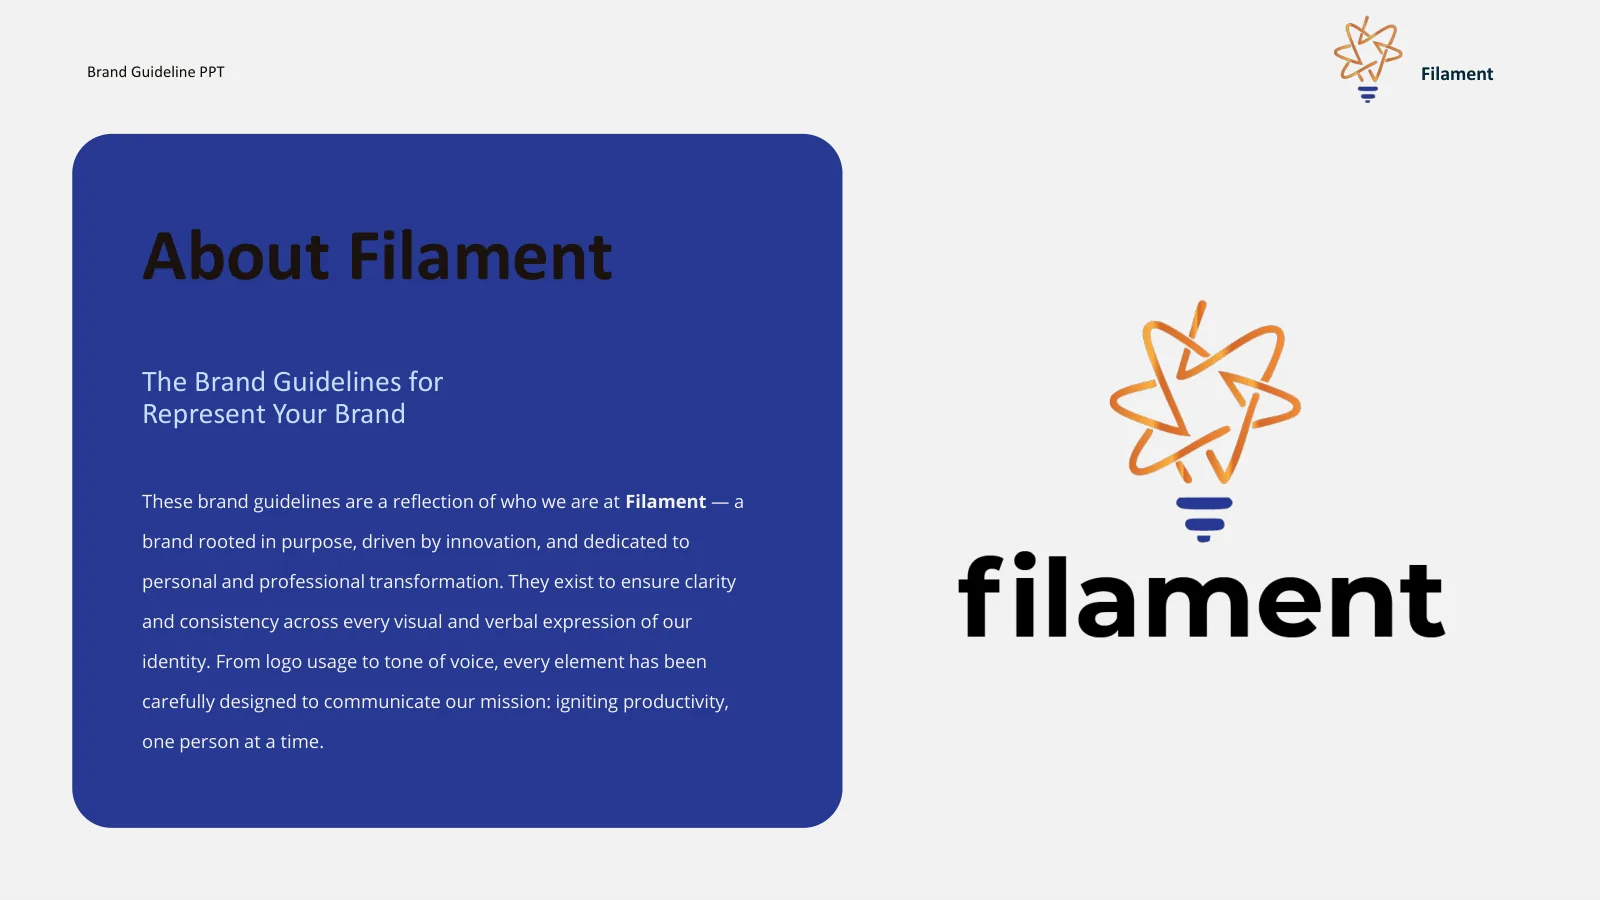 Brand Guideline PPT
Filament
About Filament
The Brand Guidelines for
Represent Your Brand
These brand guidelines are a reflection of who we are at Filament — a
brand rooted in purpose, driven by innovation, and dedicated to
personal and professional transformation. They exist to ensure clarity
and consistency across every visual and verbal expression of our
identity. From logo usage to tone of voice, every element has been
carefully designed to communicate our mission: igniting productivity,
one person at a time.
filament